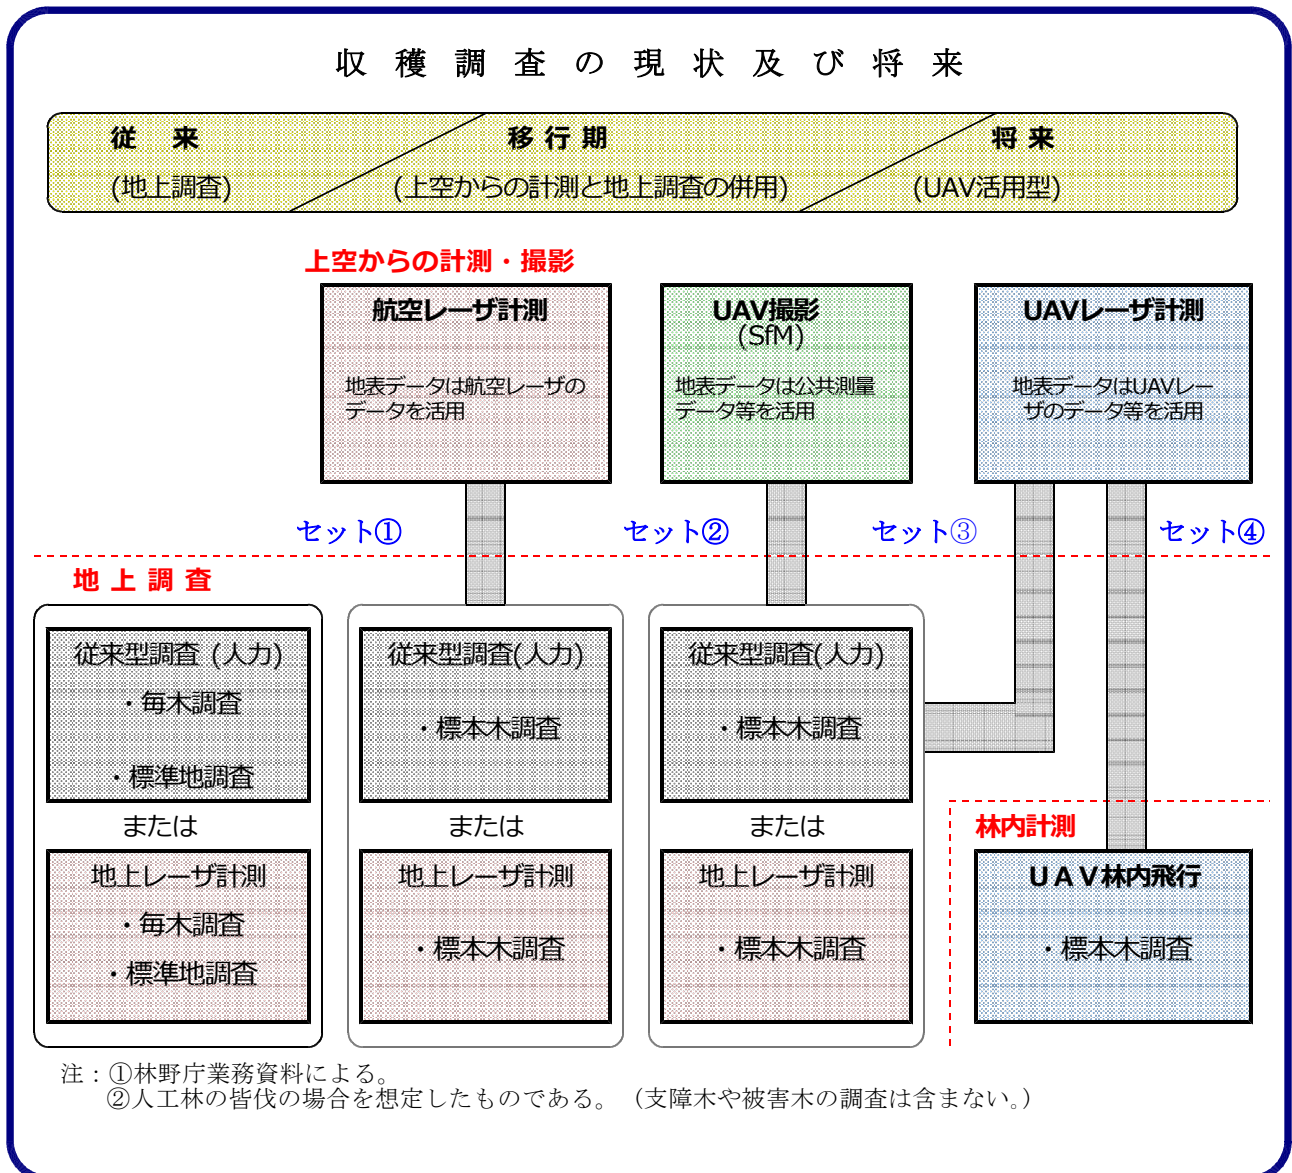 収穫調査の現状及び将来
従 来
移 行 期
将 来
(地上調査)
(上空からの計測と地上調査の併用)
(UAV活用型)
上空からの計測・撮影
航空レーザ計測
地表データは航空レーザの
データを活用
UAV撮影
(SfM)
地表データは公共測量
データ等を活用
UAVレーザ計測
地表データはUAVレー
ザのデータ等を活用
セット①
セット②
セット③
セット④
地 上 調 査
従来型調査 (人力)
・毎木調査
・標準地調査
または
地上レーザ計測
・毎木調査
・標準地調査
従来型調査(人力)
・標本木調査
または
地上レーザ計測
・標本木調査
従来型調査(人力)
・標本木調査
または
地上レーザ計測
・標本木調査
林内計測
UAV林内飛行
・標本木調査
注：①林野庁業務資料による。
②人工林の皆伐の場合を想定したものである。（支障木や被害木の調査は含まない。）